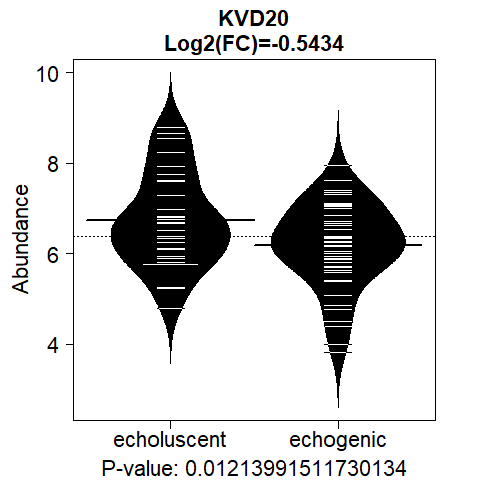 KVD20
Log2(FC)=-0.5434
10
8
6
4
Abundance
echoluscent echogenic
P-value: 0.01213991511730134